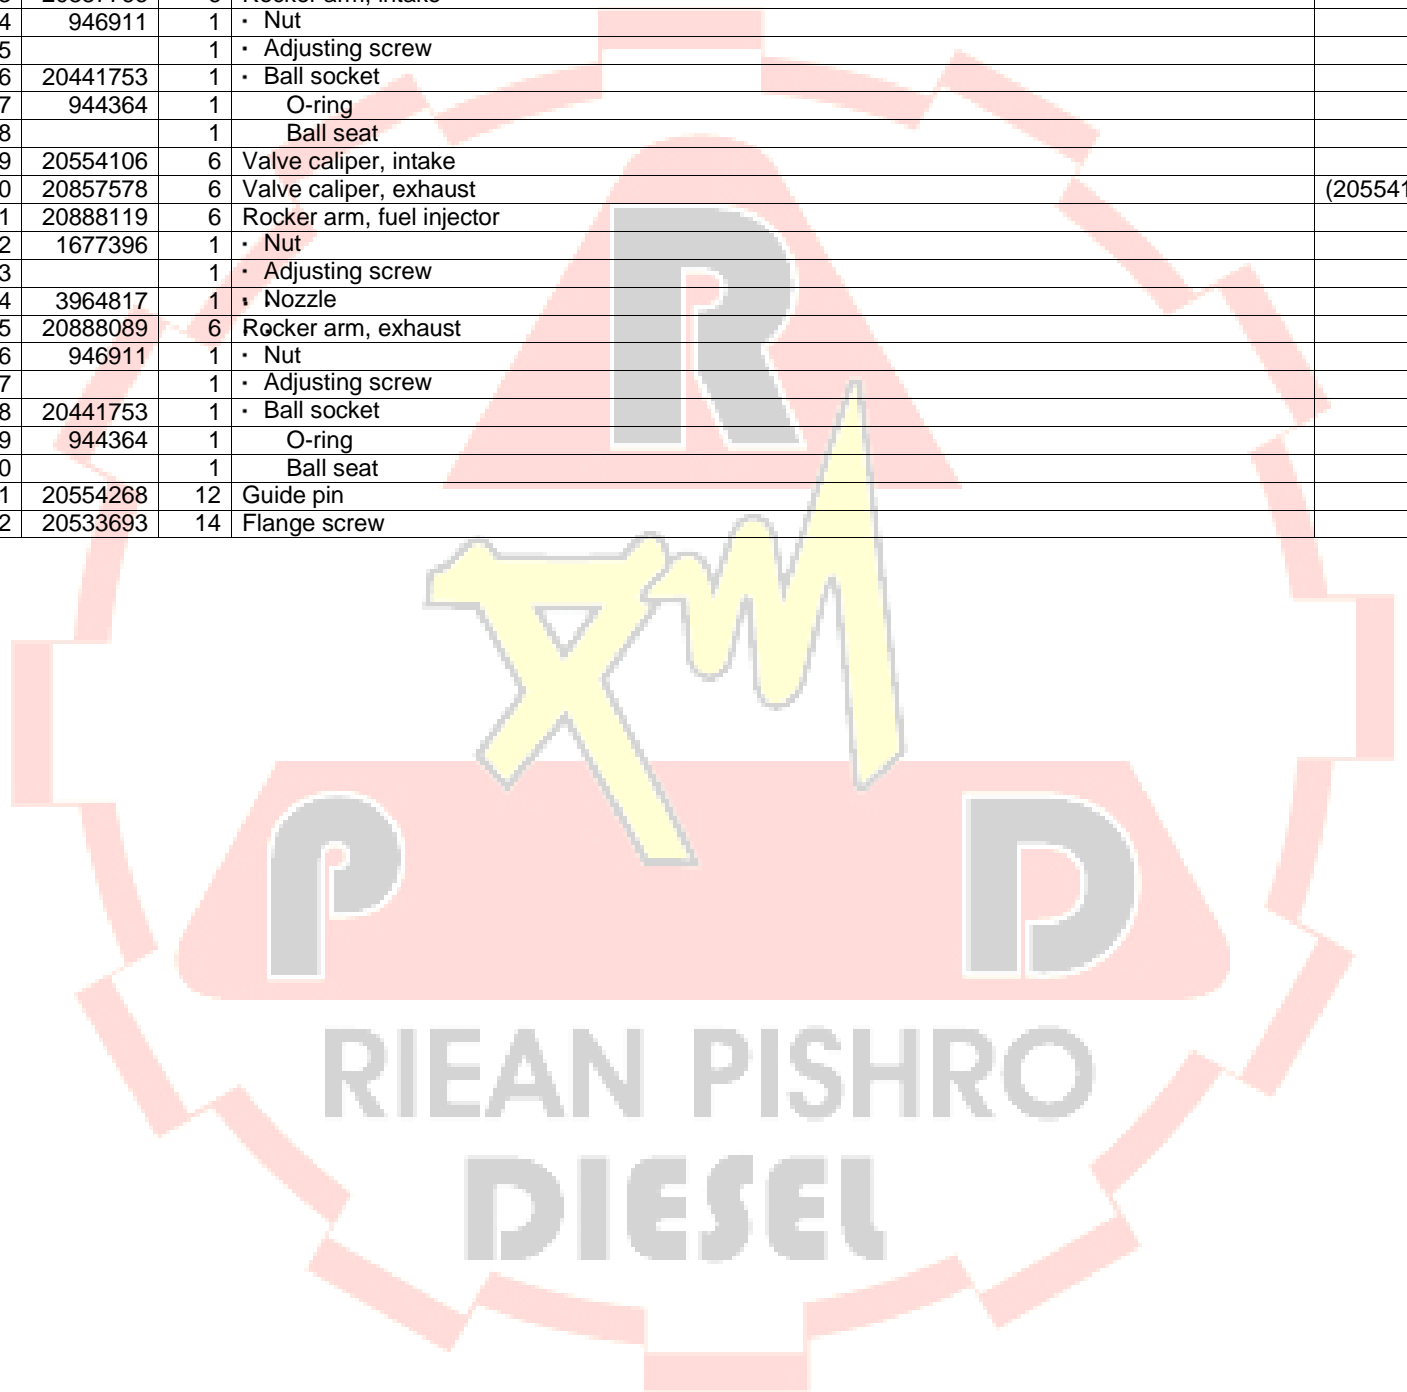 4 946911 1 · Nut
5 1 · Adjusting screw
6 20441753 1 · Ball socket
7 944364 1 O-ring
8 1 Ball seat
9 20554106 6 Valve caliper, intake
0 20857578 6 Valve caliper, exhaust (205541
1 20888119 6 Rocker arm, fuel injector
2 1677396 1 · Nut
3 1 · Adjusting screw
4 3964817 1 · Nozzle
5 20888089 6 Rocker arm, exhaust
6 946911 1 · Nut
7 1 · Adjusting screw
8 20441753 1 · Ball socket
9 944364 1 O-ring
0 1 Ball seat
1 20554268 12 Guide pin
2 20533693 14 Flange screw
R
P D
RIEAN PISHRO
DIESEL